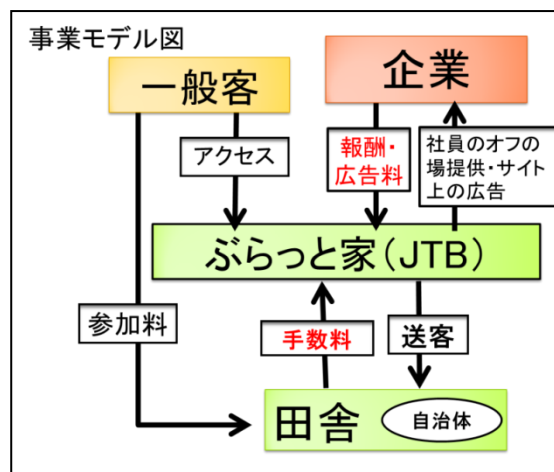 事業モデル図
一般客
企業
アクセス
報酬・
広告料
社員のオフの
場提供・サイト
上の広告
ぶらっと家(JTB)
参加料
手数料
送客
田舎
自治体